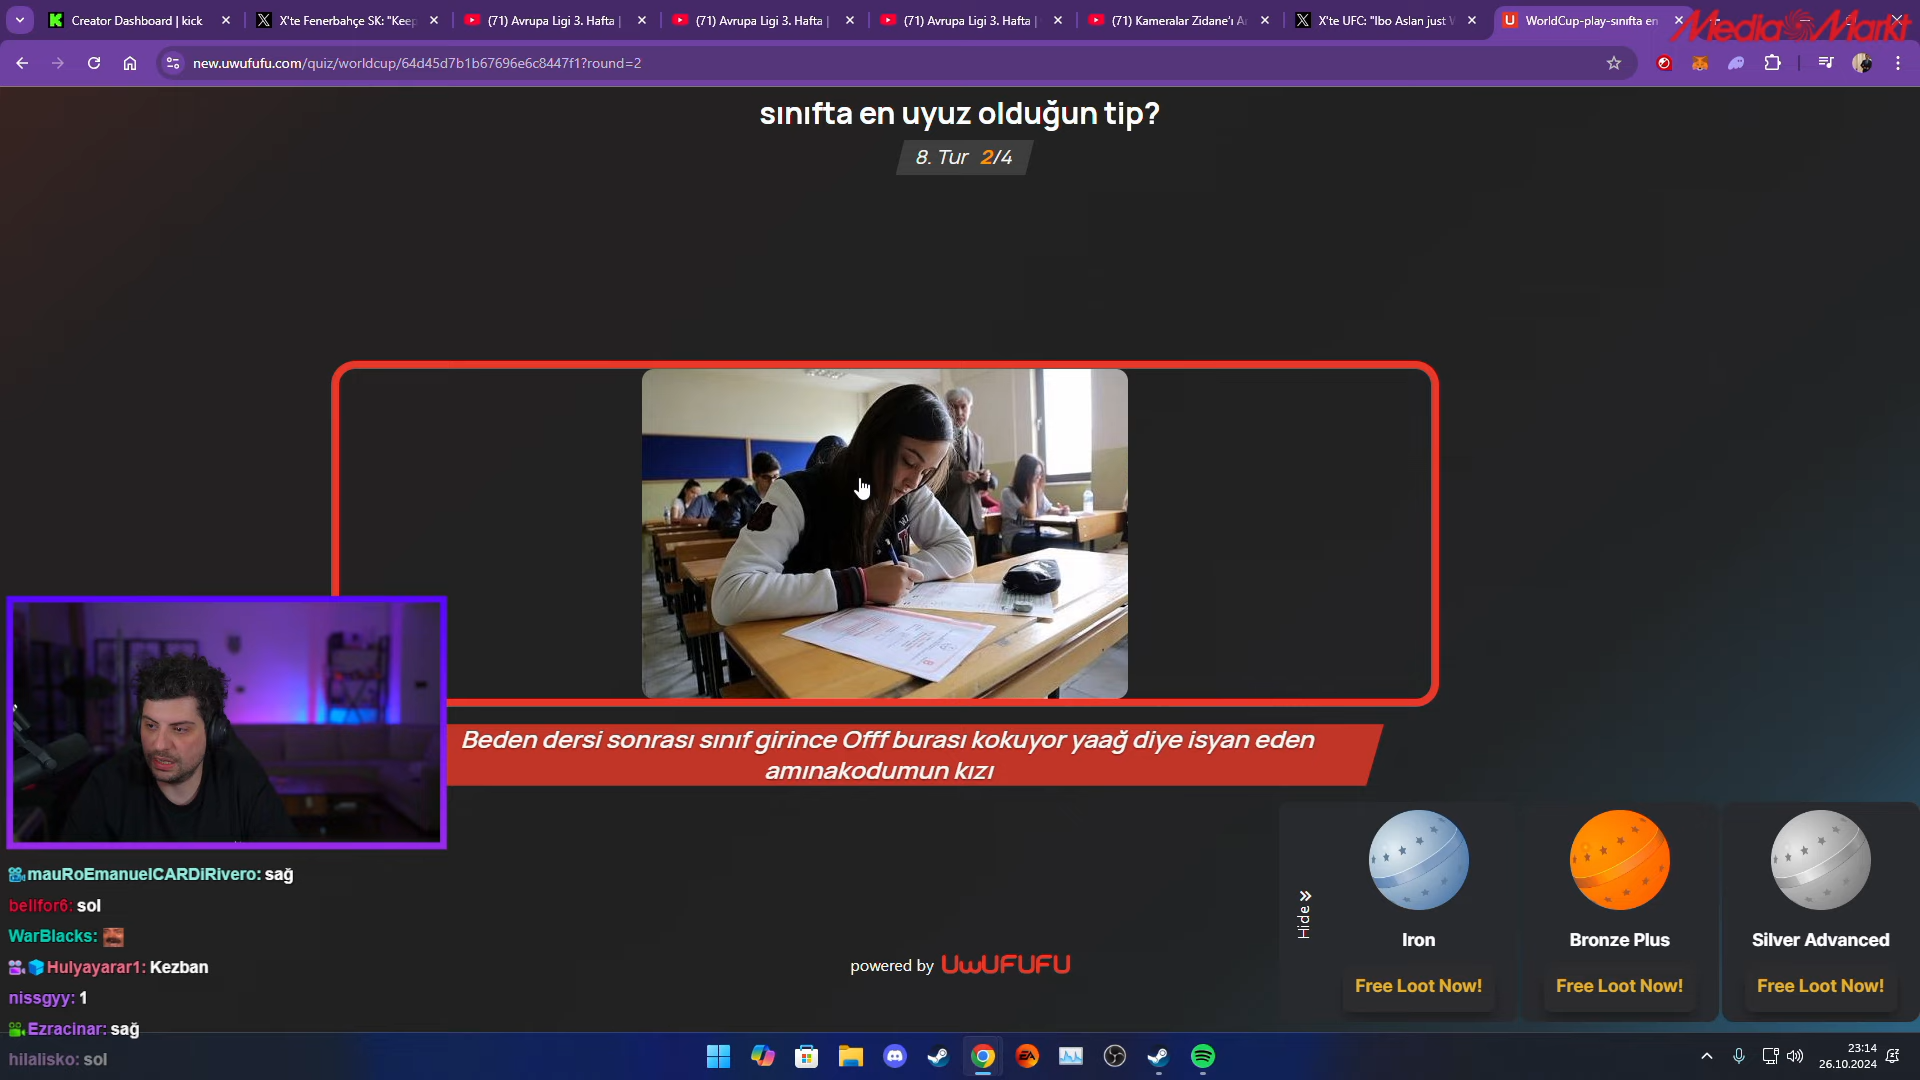 Creator Dashboard | kick
X'te Fenerbahçe SK: "Keep
(71) Avrupa Ligi 3. Hafta |
(71) Avrupa Ligi 3. Hafta |
(71) Avrupa Ligi 3. Hafta |
(71) Kameralar Zidane'ı A
X'te UFC: "Ibo Aslan just
WorldCup-play-sınıfta en
MediaMarkt
new.uwufufu.com/quiz/worldcup/64d45d7b1b67696e6c8447f1?round=2
sınıfta en uyuz olduğun tip?
8. Tur 2/4
Beden dersi sonrası sınıf girince Offf burası kokuyor yaağ diye isyan eden
amınakodumun kızı
mauRoEmanuelCARDiRivero: sağ
bellfor6: sol
WarBlacks:
Hulyayarar1: Kezban
nissgyy: 1
Ezracinar: sağ
hilalisko: sol
powered by UwUFUFU
Hide
Iron
Free Loot Now!
Bronze Plus
Free Loot Now!
Silver Advanced
Free Loot Now!
23:14
26.10.2024